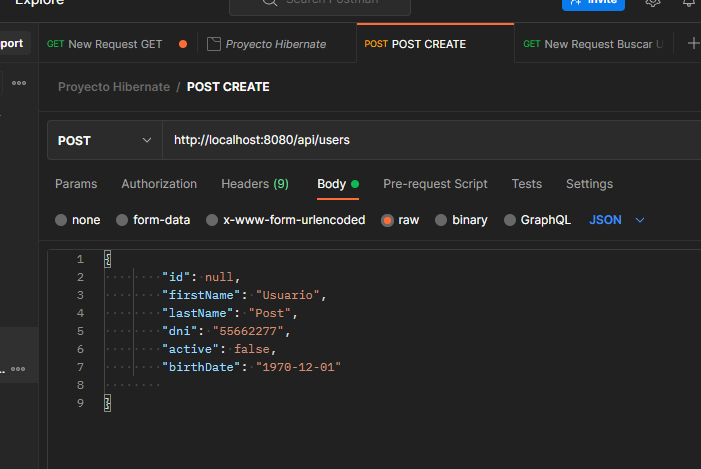 Explore
Search Postman
Invite
port
GET New Request GET
Proyecto Hibernate
POST POST CREATE
GET New Request Buscar U
Proyecto Hibernate / POST CREATE
POST
http://localhost:8080/api/users
Params
Authorization
Headers (9)
Body
Pre-request Script
Tests
Settings
none
form-data
x-www-form-urlencoded
raw
binary
GraphQL
JSON
1 {
2 "id": null,
3 "firstName": "Usuario",
4 "lastName": "Post",
5 "dni": "55662277",
6 "active": false,
7 "birthDate": "1970-12-01"
8
9 }